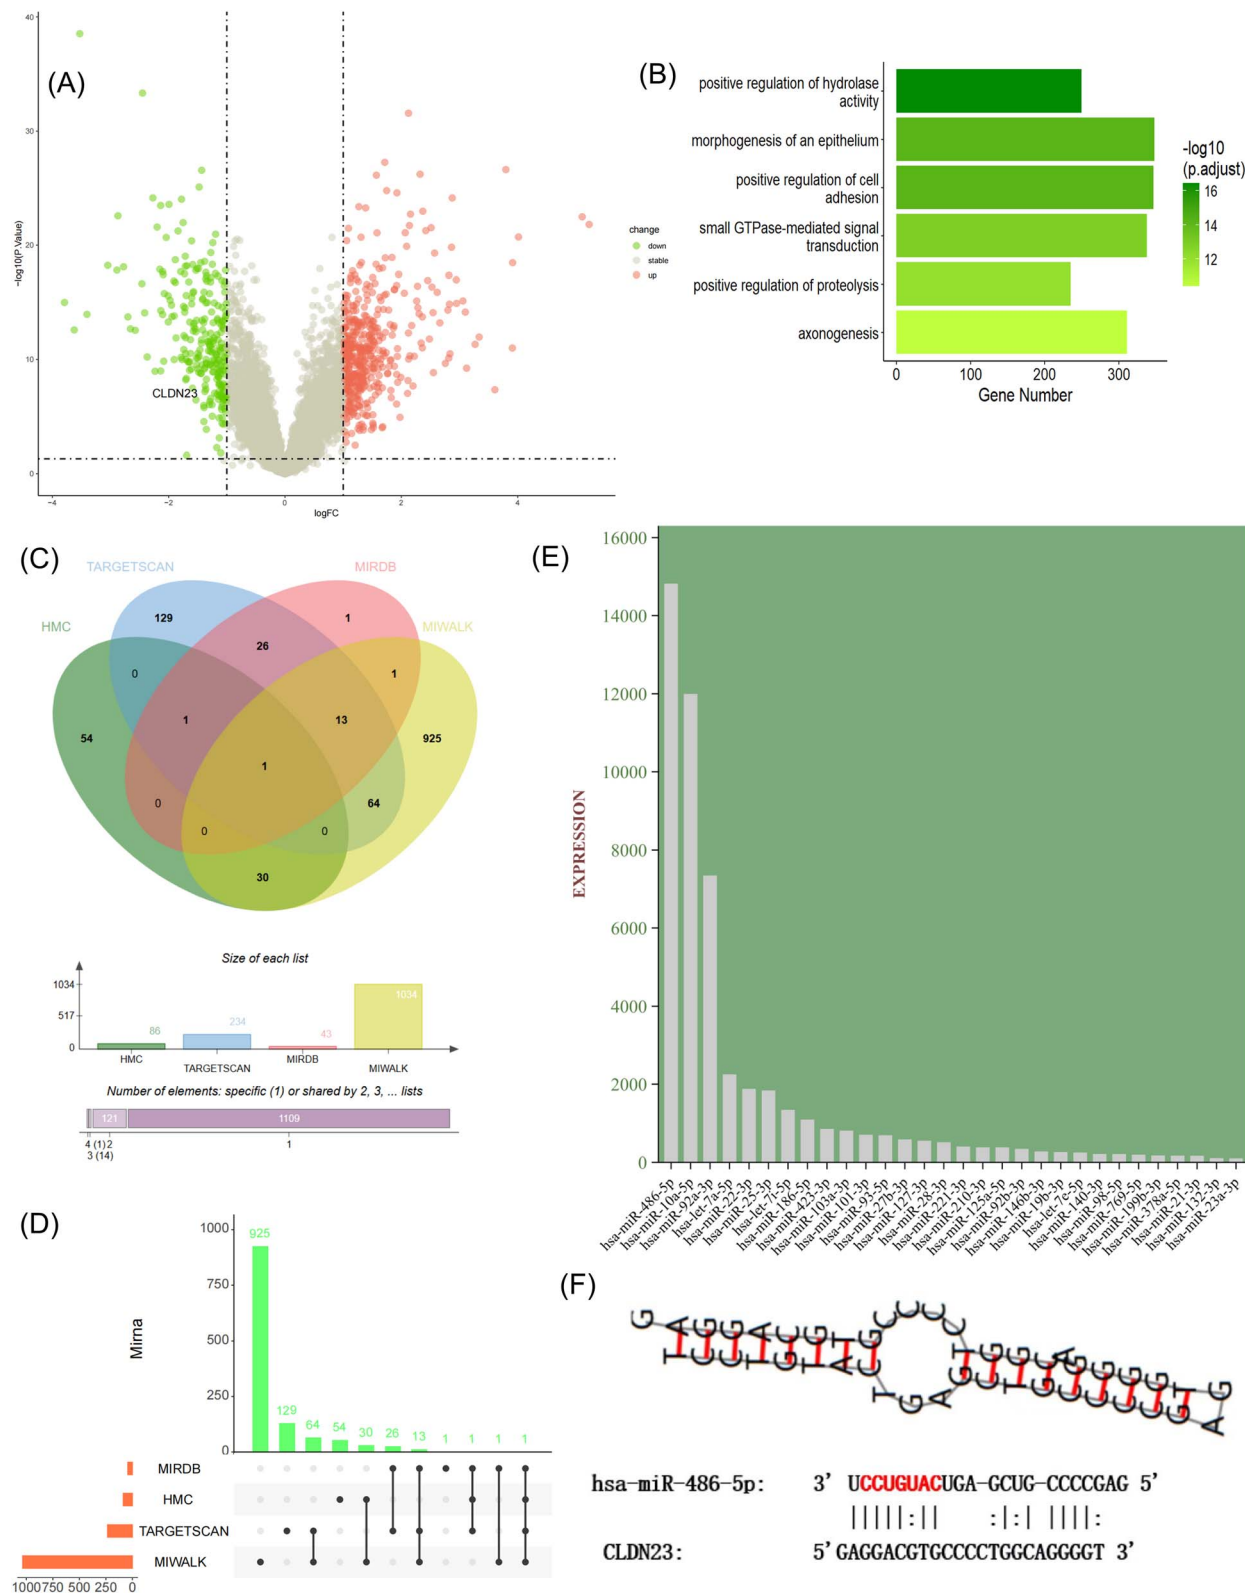 (A)
40
30
20
10
0
-log10(P.Value)
CLDN23
−4
−2
0
2
4
logFC
change
down
stable
up
(B)
positive regulation of hydrolase
activity
morphogenesis of an epithelium
positive regulation of cell
adhesion
small GTPase-mediated signal
transduction
positive regulation of proteolysis
axonogenesis
0
100
200
300
Gene Number
-log10
(p.adjust)
16
14
12
(C)
TARGETSCAN
MIRDB
HMC
MIWALK
129
1
26
0
1
1
13
54
925
1
0
64
0
0
30
Size of each list
1034
517
0
86
234
43
1034
HMC
TARGETSCAN
MIRDB
MIWALK
Number of elements: specific (1) or shared by 2, 3, ... lists
121
1109
4 (1)
2
1
3 (14)
(D)
Mirna
1000
750
500
250
0
925
129
64
54
30
26
13
1
1
1
1
MIRDB
HMC
TARGETSCAN
MIWALK
1000 750 500 250 0
(E)
EXPRESSION
16000
14000
12000
10000
8000
6000
4000
2000
0
hsa-miR-486-5p
hsa-miR-10a-5p
hsa-miR-92a-3p
hsa-let-7a-5p
hsa-miR-22-3p
hsa-miR-25-3p
hsa-let-7i-5p
hsa-miR-186-5p
hsa-miR-423-3p
hsa-miR-103a-3p
hsa-miR-101-3p
hsa-miR-93-5p
hsa-miR-27b-3p
hsa-miR-127-3p
hsa-miR-28-3p
hsa-miR-221-3p
hsa-miR-210-3p
hsa-miR-125a-5p
hsa-miR-92b-3p
hsa-miR-146b-3p
hsa-miR-19b-3p
hsa-let-7e-5p
hsa-miR-140-3p
hsa-miR-98-5p
hsa-miR-769-5p
hsa-miR-199b-3p
hsa-miR-378a-5p
hsa-miR-21-3p
hsa-miR-132-3p
hsa-miR-23a-3p
(F)
hsa-miR-486-5p: 3' UCCUGUACUGA-GCUG-CCCCGAG 5'
|||||:|| :|:| ||||:
CLDN23: 5'GAGGACGTGCCCCTGGCAGGGGT 3'